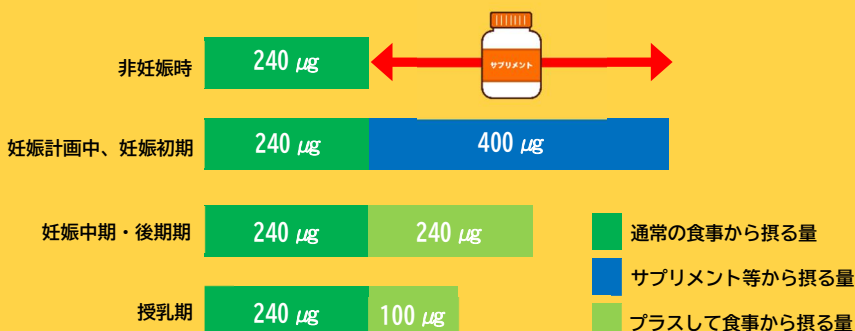 非妊娠時
240 ㎍
サプリメント
妊娠計画中、妊娠初期
240 ㎍
400 ㎍
妊娠中期・後期期
240 ㎍
240 ㎍
通常の食事から摂る量
サプリメント等から摂る量
授乳期
240 ㎍
100 ㎍
プラスして食事から摂る量